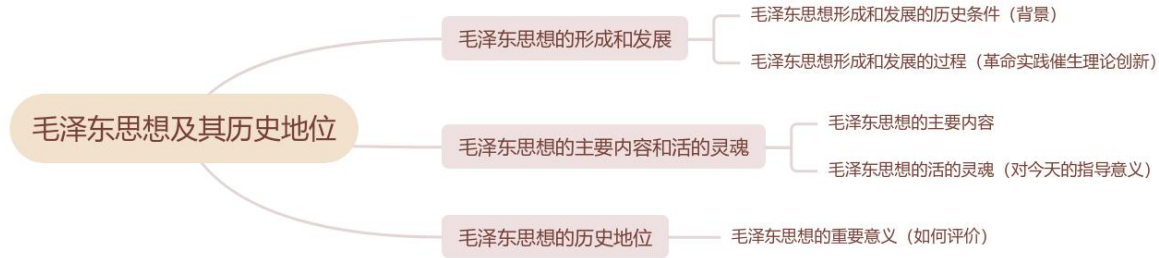 毛泽东思想及其历史地位
毛泽东思想的形成和发展
毛泽东思想形成和发展的历史条件（背景）
毛泽东思想形成和发展的过程（革命实践催生理论创新）
毛泽东思想的主要内容和活的灵魂
毛泽东思想的主要内容
毛泽东思想的活的灵魂（对今天的指导意义）
毛泽东思想的历史地位
毛泽东思想的重要意义（如何评价）